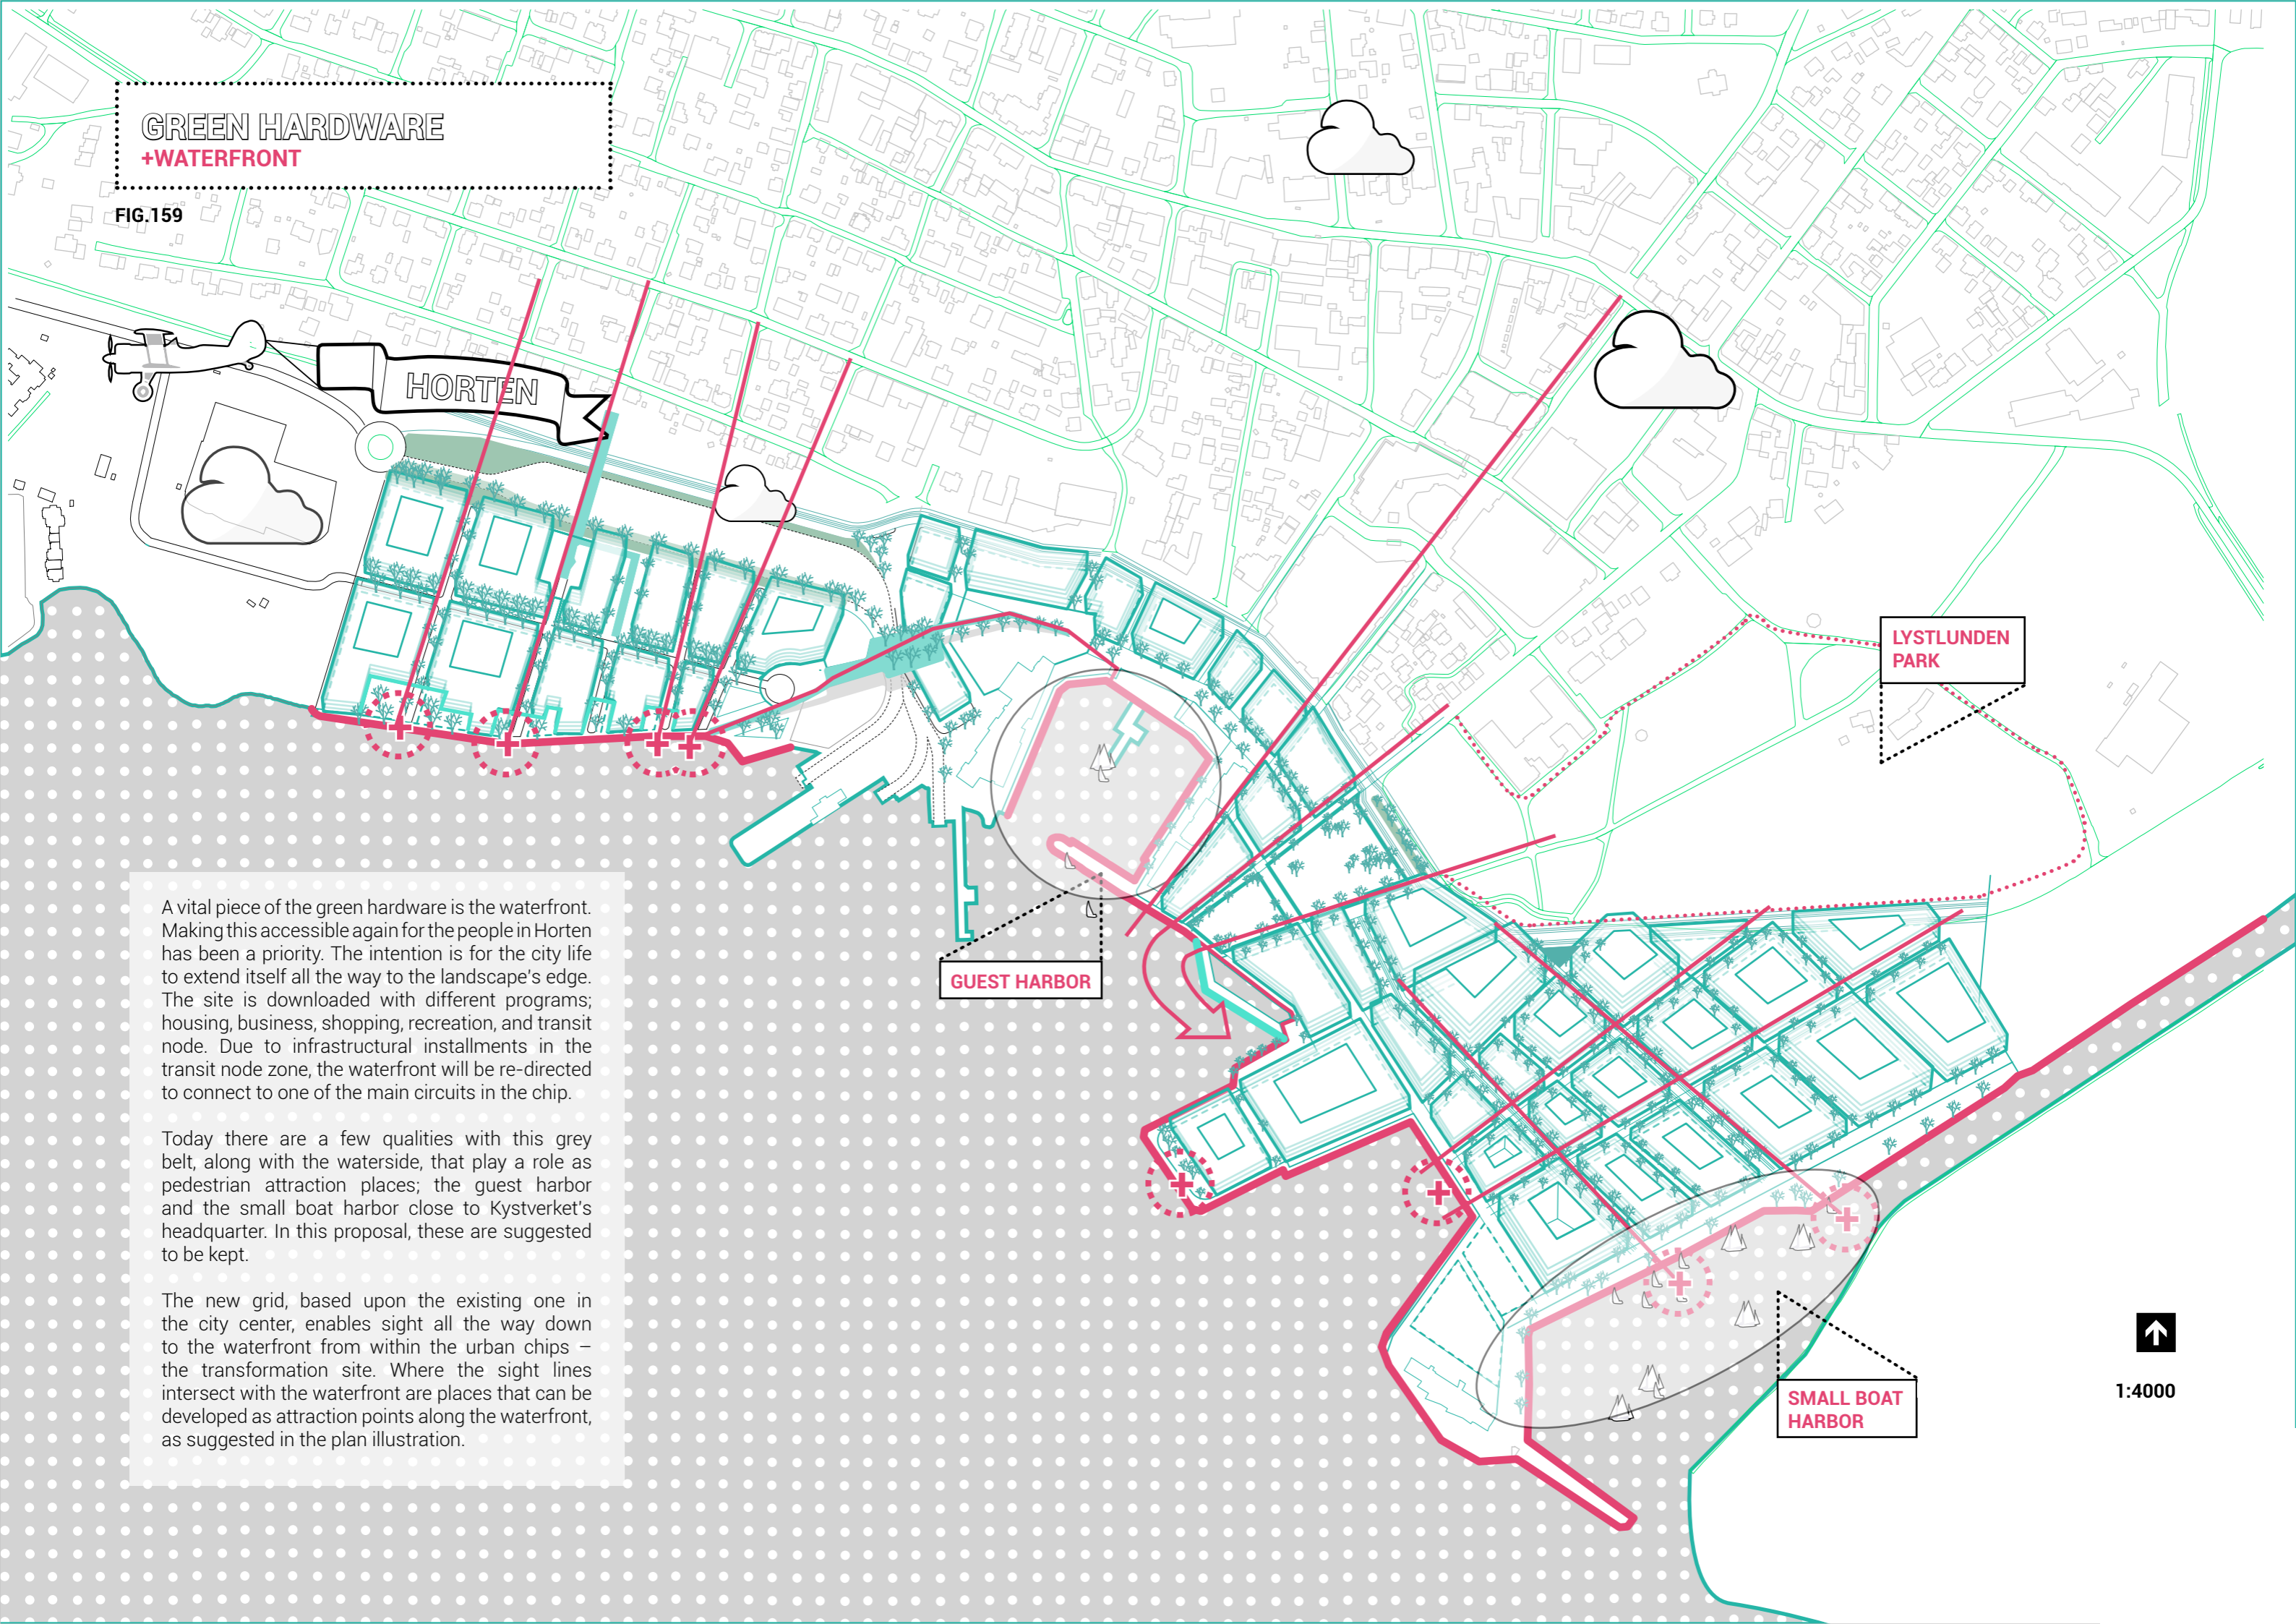 GREEN HARDWARE
+WATERFRONT
FIG.159
HORTEN
LYSTLUNDEN
PARK
GUEST HARBOR
A vital piece of the green hardware is the waterfront.
Making this accessible again for the people in Horten
has been a priority. The intention is for the city life
to extend itself all the way to the landscape's edge.
The site is downloaded with different programs;
housing, business, shopping, recreation, and transit
node. Due to infrastructural installments in the
transit node zone, the waterfront will be re-directed
to connect to one of the main circuits in the chip.
Today there are a few qualities with this grey
belt, along with the waterside, that play a role as
pedestrian attraction places; the guest harbor
and the small boat harbor close to Kystverket's
headquarter. In this proposal, these are suggested
to be kept.
The new grid, based upon the existing one in
the city center, enables sight all the way down
to the waterfront from within the urban chips –
the transformation site. Where the sight lines
intersect with the waterfront are places that can be
developed as attraction points along the waterfront,
as suggested in the plan illustration.
SMALL BOAT
HARBOR
1:4000